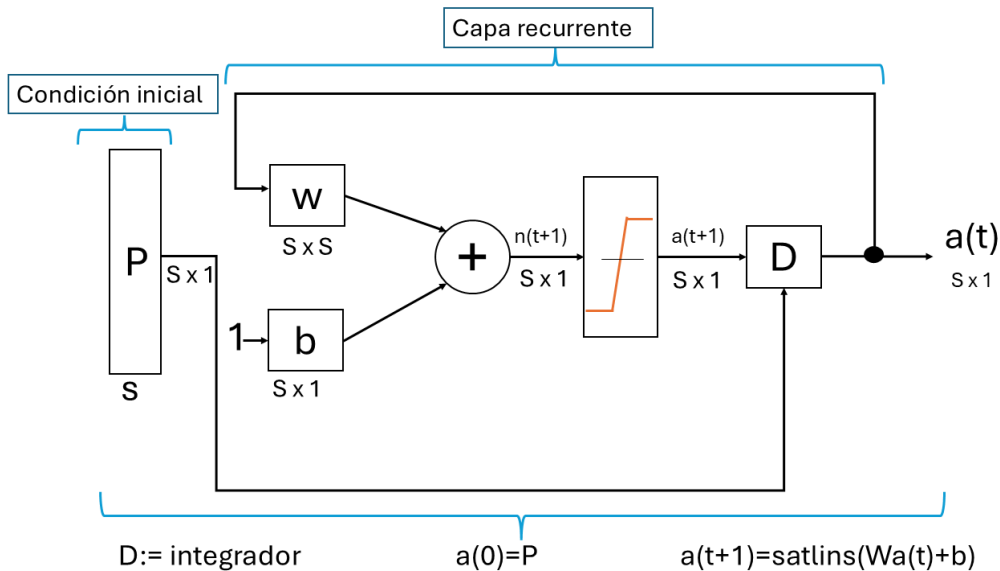 Capa recurrente
Condición inicial
P
S x 1
s
w
S x S
1
b
S x 1
+
n(t+1)
S x 1
a(t+1)
S x 1
D
a(t)
S x 1
D:= integrador
a(0)=P
a(t+1)=satlins(Wa(t)+b)